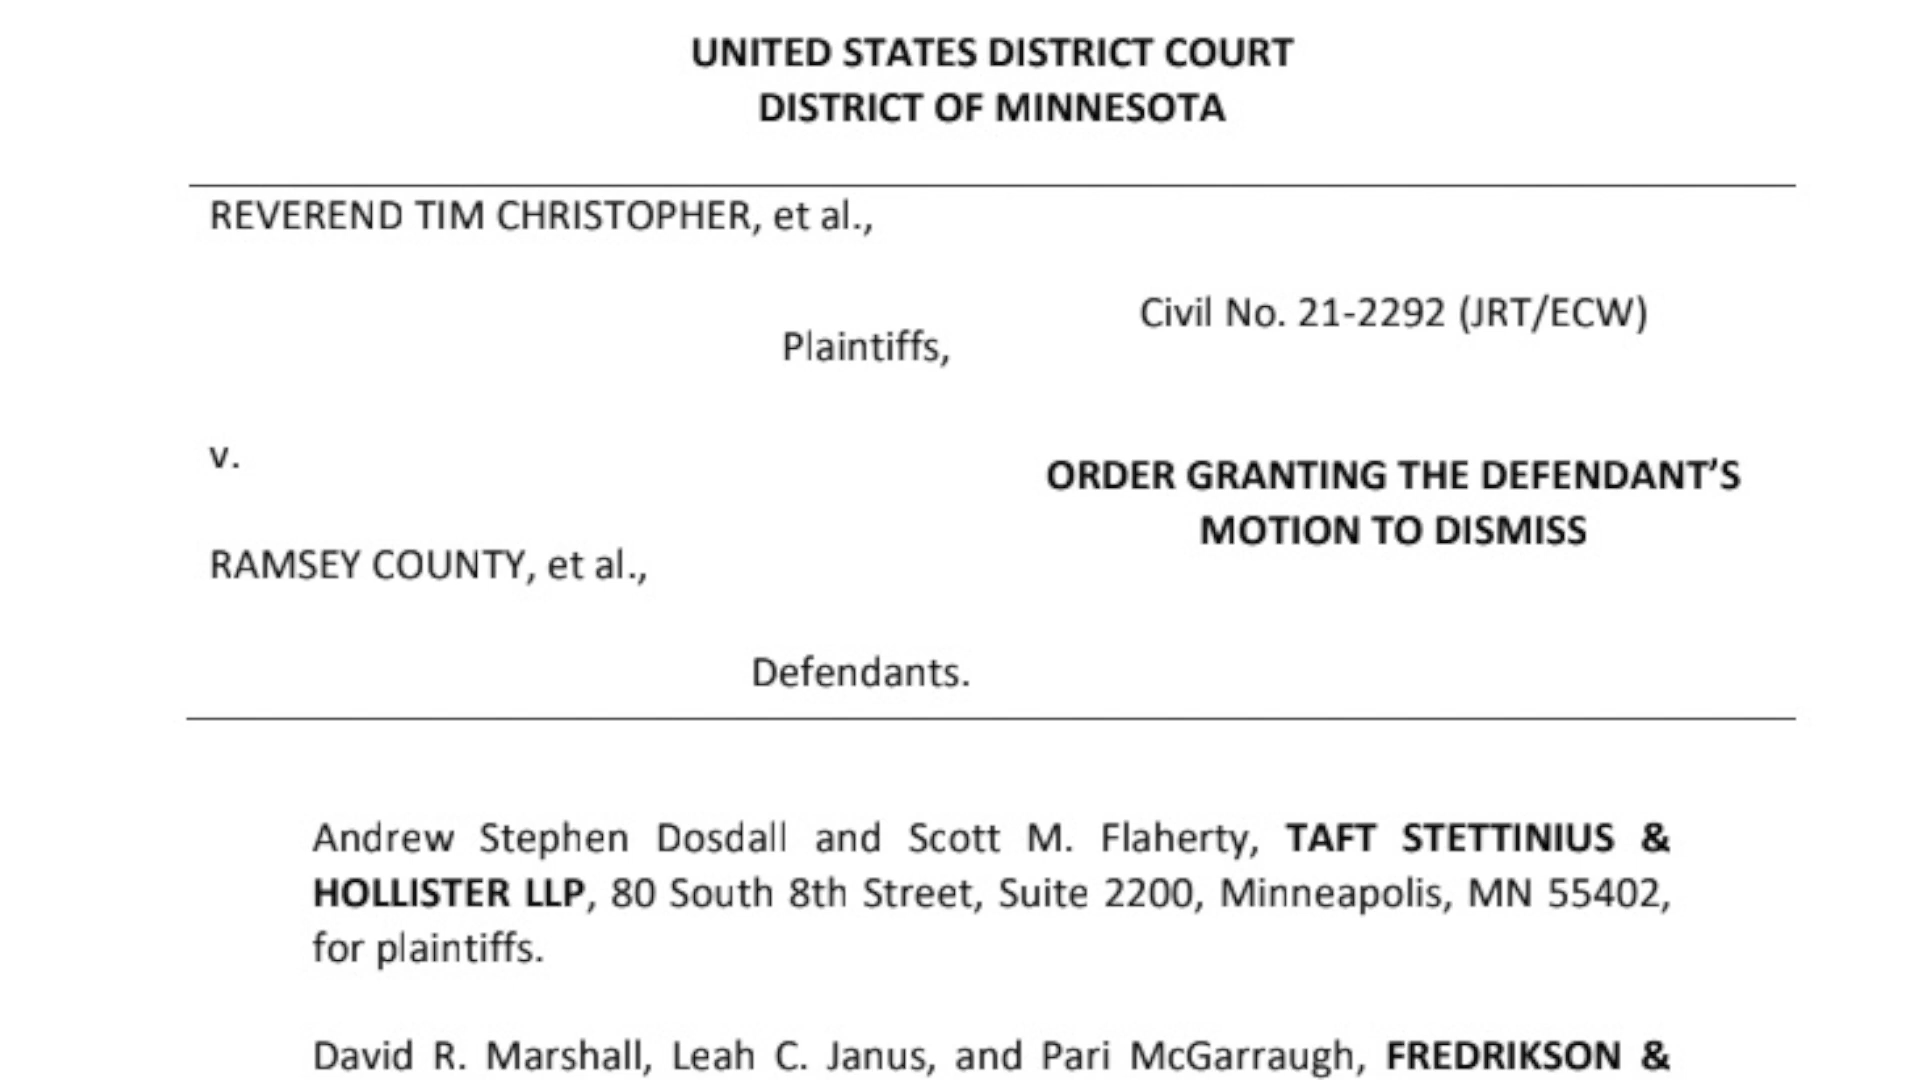 UNITED STATES DISTRICT COURT
DISTRICT OF MINNESOTA
REVEREND TIM CHRISTOPHER, et al.,
Civil No. 21-2292 (JRT/ECW)
Plaintiffs,
v.
ORDER GRANTING THE DEFENDANT’S
MOTION TO DISMISS
RAMSEY COUNTY, et al.,
Defendants.
Andrew Stephen Dosdall and Scott M. Flaherty, TAFT STETTINIUS &
HOLLISTER LLP, 80 South 8th Street, Suite 2200, Minneapolis, MN 55402,
for plaintiffs.
David R. Marshall, Leah C. Janus, and Pari McGarraugh, FREDRIKSON &